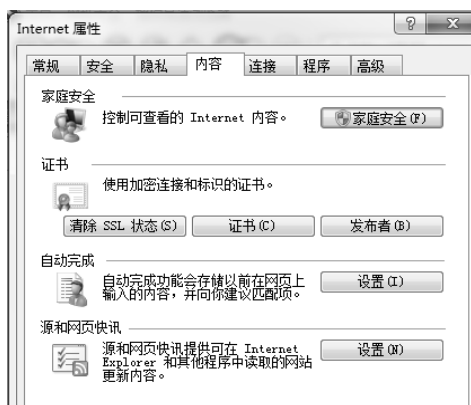 Internet 属性
常规 安全 隐私 内容 连接 程序 高级
家庭安全
控制可查看的 Internet 内容。 家庭安全(F)
证书
使用加密连接和标识的证书。
清除 SSL 状态(S) 证书(C) 发布者(B)
自动完成
自动完成功能会存储以前在网页上
输入的内容，并向你建议匹配项。
设置(I)
源和网页快讯
源和网页快讯提供可在 Internet
Explorer 和其他程序中读取的网站
更新内容。
设置(N)